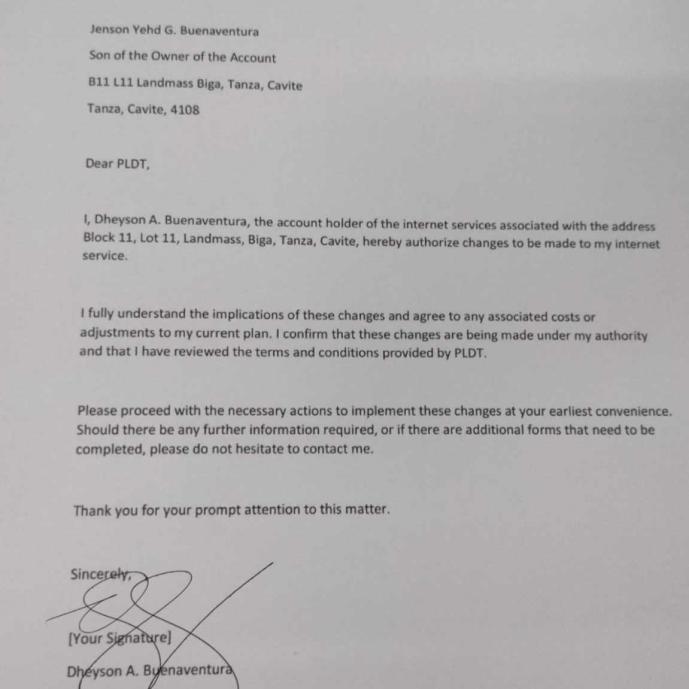 Jenson Yehd G. Buenaventura
Son of the Owner of the Account
B11 L11 Landmass Biga, Tanza, Cavite
Tanza, Cavite, 4108
Dear PLDT,
I, Dheyson A. Buenaventura, the account holder of the internet services associated with the address
Block 11, Lot 11, Landmass, Biga, Tanza, Cavite, hereby authorize changes to be made to my internet
service.
I fully understand the implications of these changes and agree to any associated costs or
adjustments to my current plan. I confirm that these changes are being made under my authority
and that I have reviewed the terms and conditions provided by PLDT.
Please proceed with the necessary actions to implement these changes at your earliest convenience.
Should there be any further information required, or if there are additional forms that need to be
completed, please do not hesitate to contact me.
Thank you for your prompt attention to this matter.
Sincerely,
[Your Signature]
Dheyson A. Buenaventura